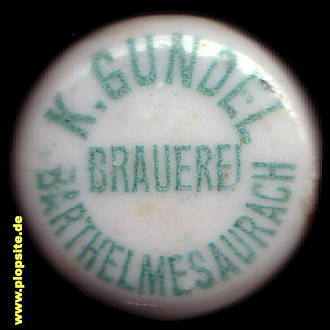 K. GUNDEL
BRAUEREI
BARTHELMESAURACH
www.plopsite.de